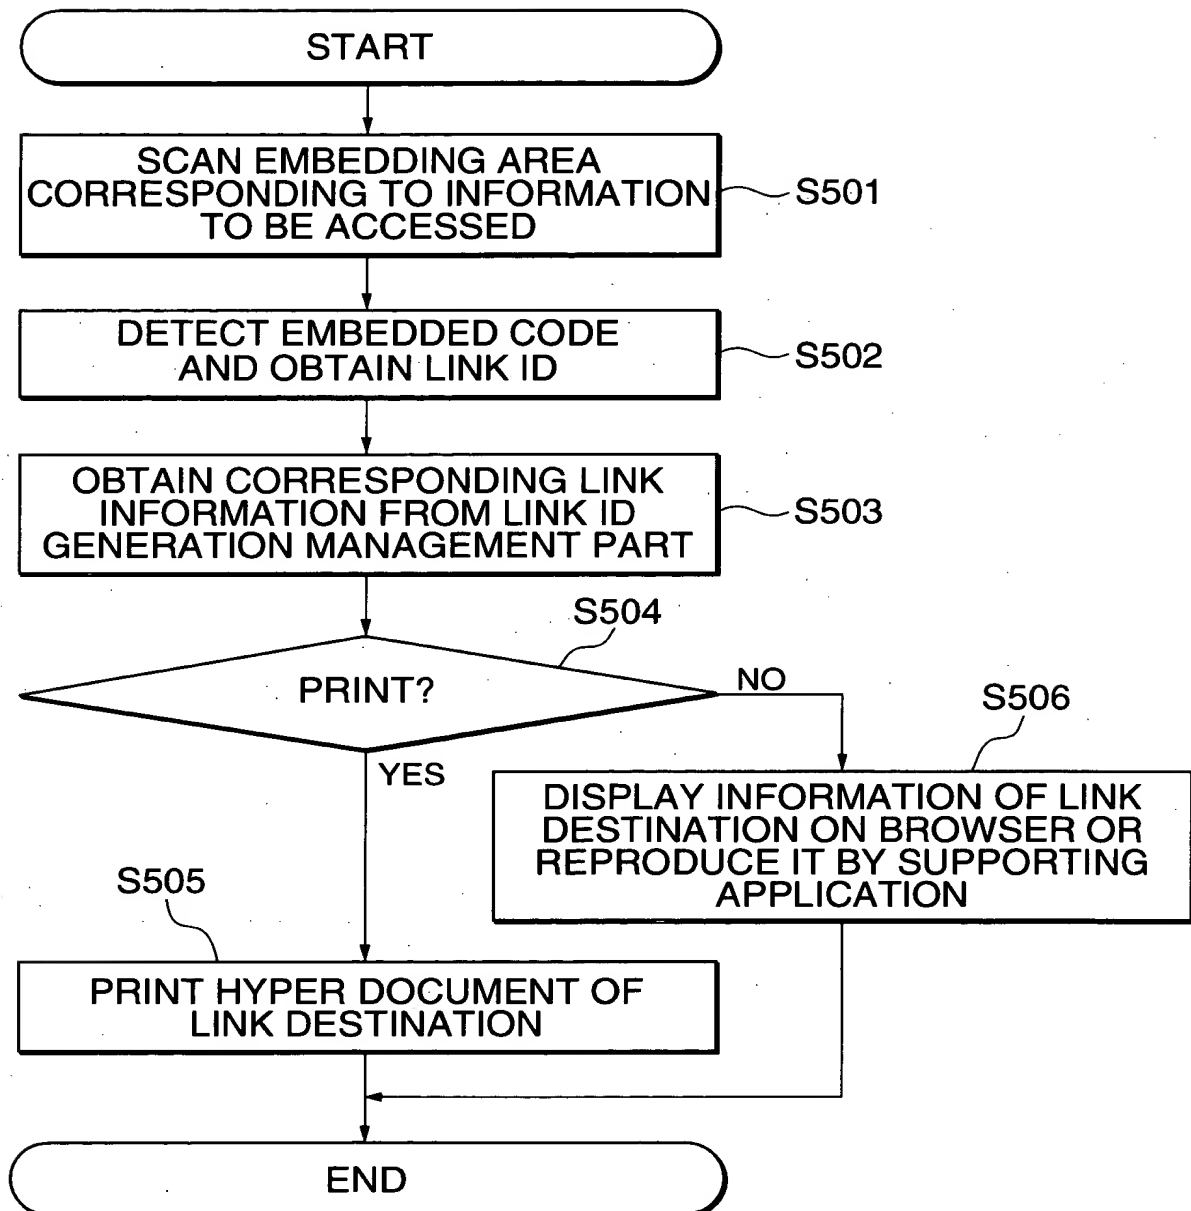 START
SCAN EMBEDDING AREA
CORRESPONDING TO INFORMATION
TO BE ACCESSED
S501
DETECT EMBEDDED CODE
AND OBTAIN LINK ID
S502
OBTAIN CORRESPONDING LINK
INFORMATION FROM LINK ID
GENERATION MANAGEMENT PART
S503
S504
PRINT?
NO
YES
S506
DISPLAY INFORMATION OF LINK
DESTINATION ON BROWSER OR
REPRODUCE IT BY SUPPORTING
APPLICATION
S505
PRINT HYPER DOCUMENT OF
LINK DESTINATION
END